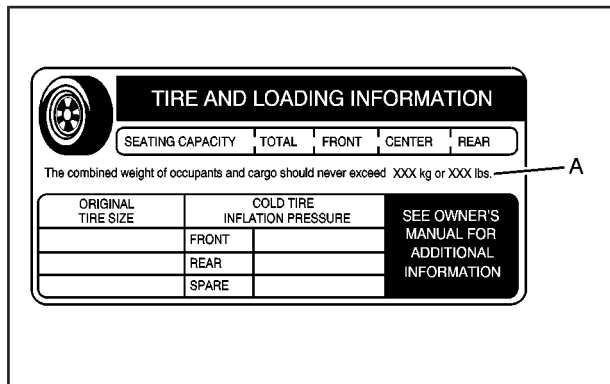 TIRE AND LOADING INFORMATION
SEATING CAPACITY TOTAL FRONT CENTER REAR
The combined weight of occupants and cargo should never exceed XXX kg or XXX lbs.
A
ORIGINAL
TIRE SIZE
COLD TIRE
INFLATION PRESSURE
FRONT
REAR
SPARE
SEE OWNER'S
MANUAL FOR
ADDITIONAL
INFORMATION